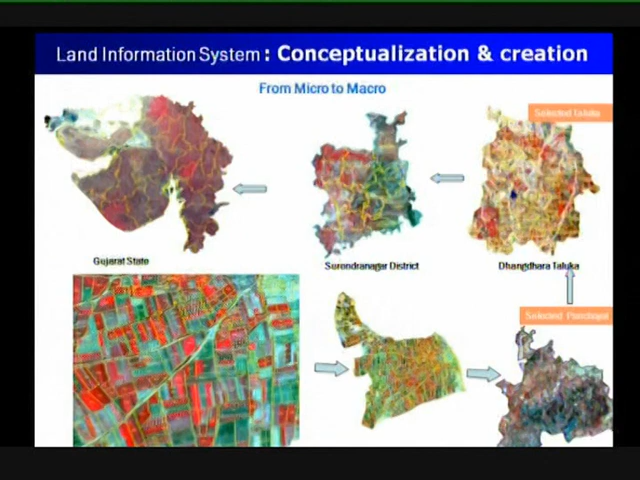 Land Information System : Conceptualization & creation
From Micro to Macro
Selected Taluka
Gujarat State
Surendranagar District
Dhangdhara Taluka
Selected Panchayat